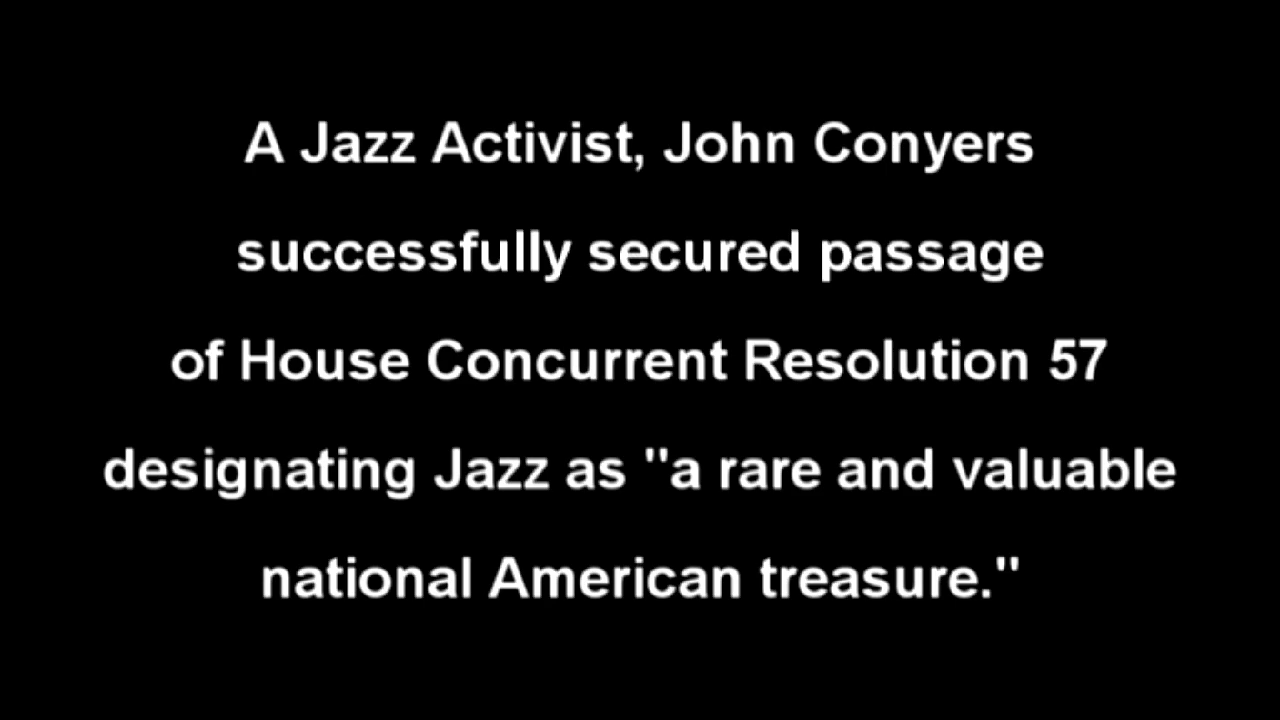 A Jazz Activist, John Conyers
successfully secured passage
of House Concurrent Resolution 57
designating Jazz as "a rare and valuable
national American treasure."